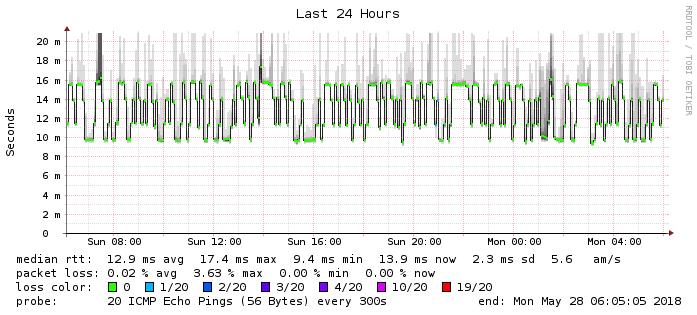 Last 24 Hours
RRDTOOL / TOBI OETIKER
Seconds
20 m
18 m
16 m
14 m
12 m
10 m
8 m
6 m
4 m
2 m
0
Sun 08:00 Sun 12:00 Sun 16:00 Sun 20:00 Mon 00:00 Mon 04:00
median rtt: 12.9 ms avg 17.4 ms max 9.4 ms min 13.9 ms now 2.3 ms sd 5.6 am/s
packet loss: 0.02 % avg 3.63 % max 0.00 % min 0.00 % now
loss color: 0 1/20 2/20 3/20 4/20 10/20 19/20
probe: 20 ICMP Echo Pings (56 Bytes) every 300s end: Mon May 28 06:05:05 2018